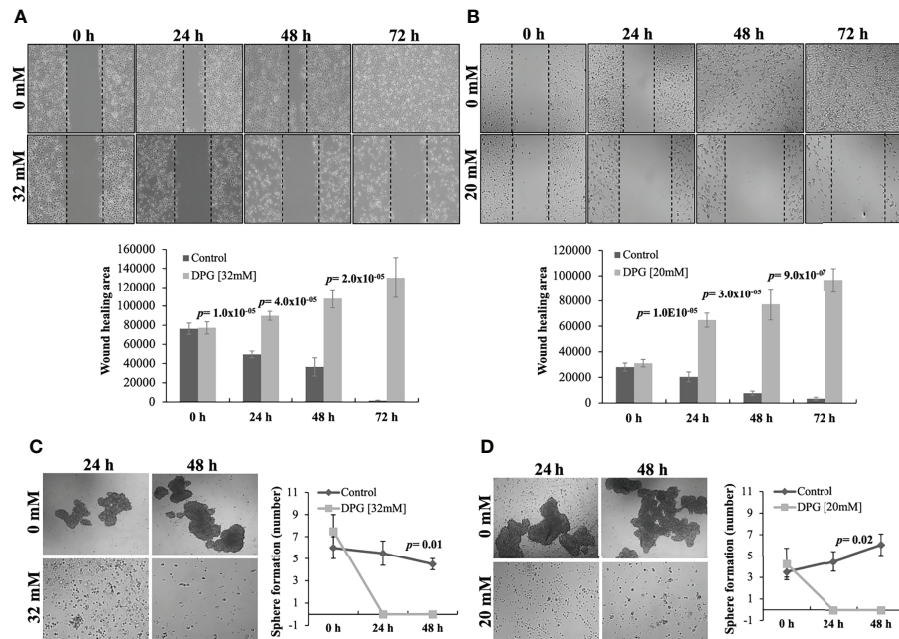 A
0 h 24 h 48 h 72 h
0 mM
32 mM
160000
140000
120000
100000
80000
60000
40000
20000
0
Wound healing area
Control
DPG [32mM]
p= 1.0x10-05
p= 4.0x10-05
p= 2.0x10-05
0 h 24 h 48 h 72 h
B
0 h 24 h 48 h 72 h
0 mM
20 mM
120000
100000
80000
60000
40000
20000
0
Wound healing area
Control
DPG [20mM]
p= 1.0E10-05
p= 3.0x10-05
p= 9.0x10-07
0 h 24 h 48 h 72 h
C
24 h 48 h
0 mM
32 mM
Sphere formation (number)
11
9
7
5
3
1
-1
Control
DPG [32mM]
p= 0.01
0 h 24 h 48 h
D
24 h 48 h
0 mM
20 mM
Sphere formation (number)
11
9
7
5
3
1
-1
Control
DPG [20mM]
p= 0.02
0 h 24 h 48 h